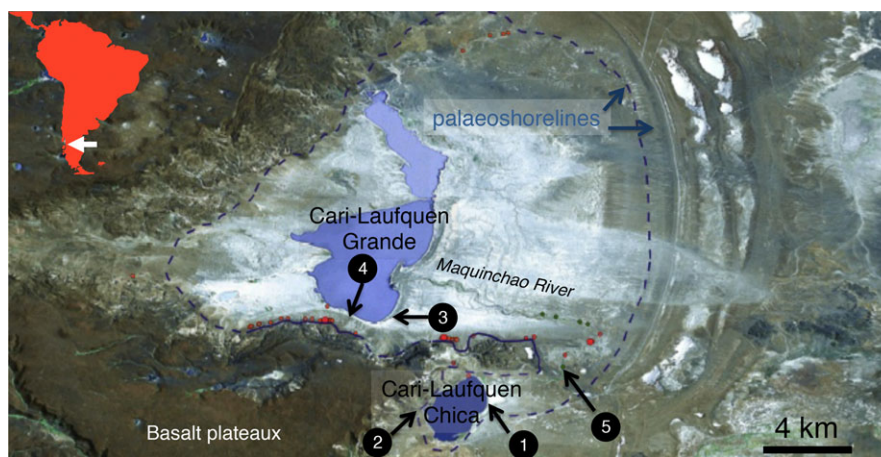 palaeoshorelines
Cari-Laufquen
Grande
4
Maquinchao River
3
Cari-Laufquen
Chica
Basalt plateaux
2
1
5
4 km